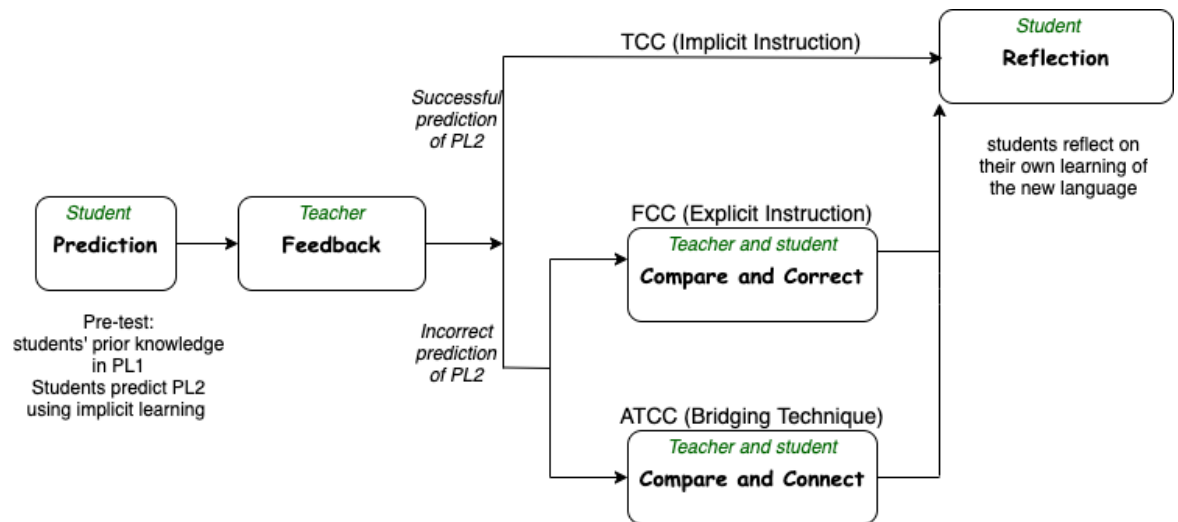 Student
Prediction
Pre-test:
students' prior knowledge
in PL1
Students predict PL2
using implicit learning
Teacher
Feedback
Successful
prediction
of PL2
Incorrect
prediction
of PL2
TCC (Implicit Instruction)
FCC (Explicit Instruction)
Teacher and student
Compare and Correct
ATCC (Bridging Technique)
Teacher and student
Compare and Connect
Student
Reflection
students reflect on
their own learning of
the new language